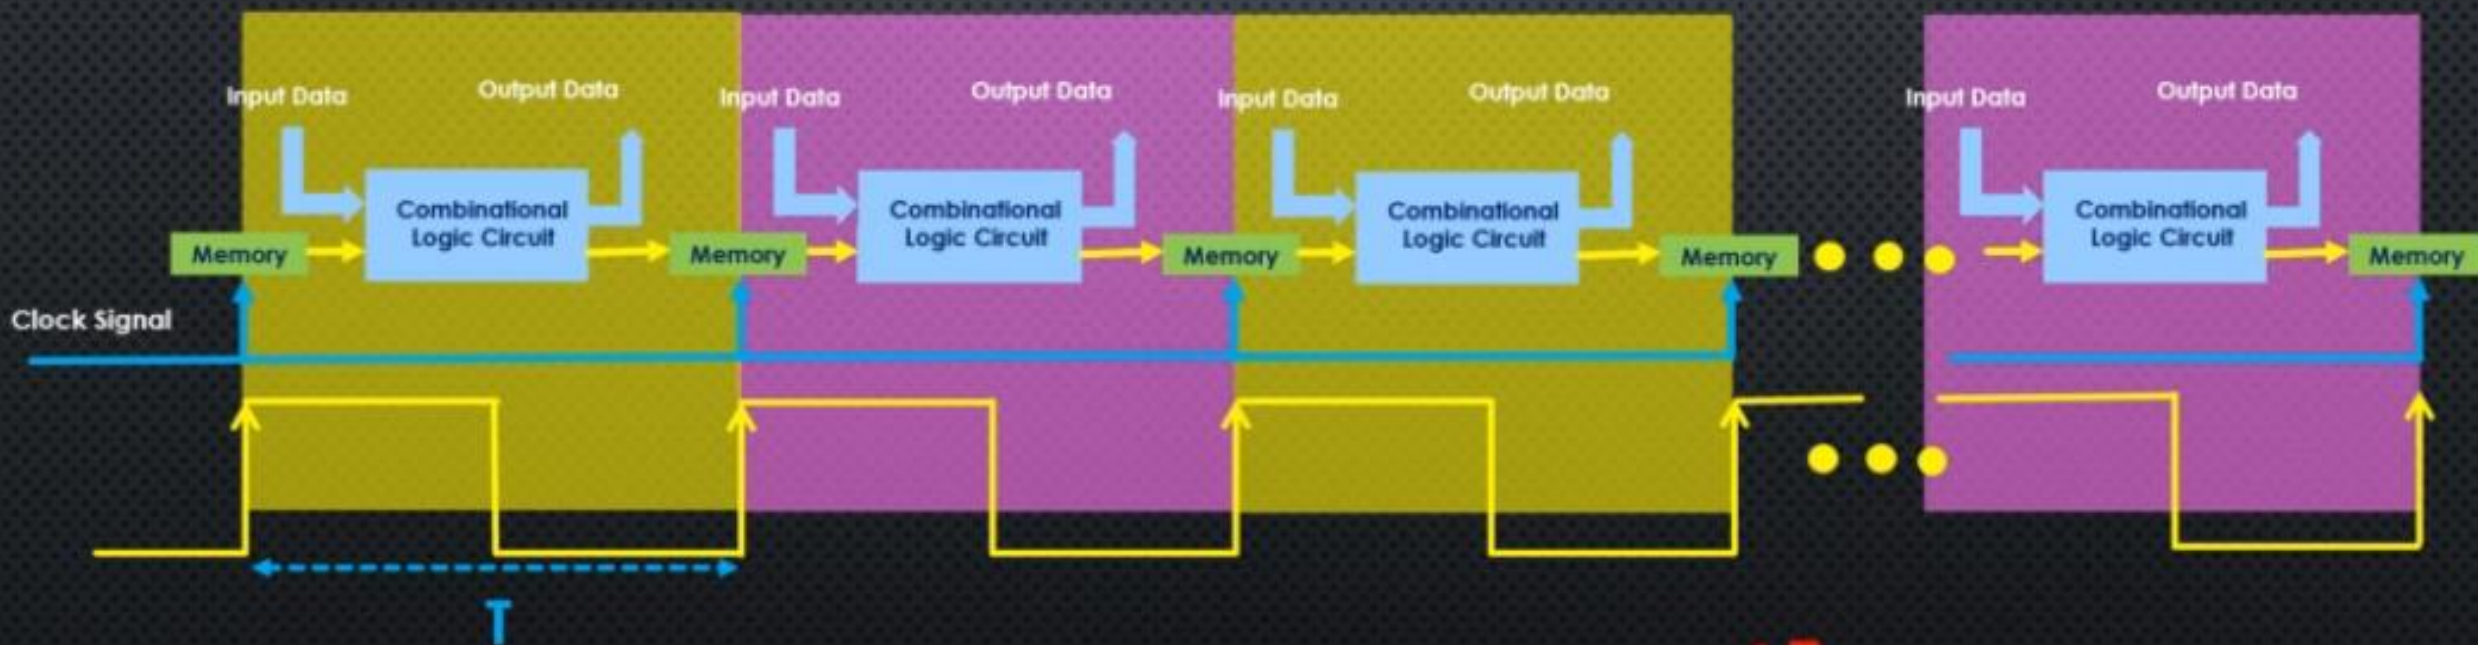 Input Data
Output Data
Input Data
Output Data
Input Data
Output Data
Input Data
Output Data
Combinational
Logic Circuit
Combinational
Logic Circuit
Combinational
Logic Circuit
Combinational
Logic Circuit
Memory
Memory
Memory
Memory
Memory
Clock Signal
T